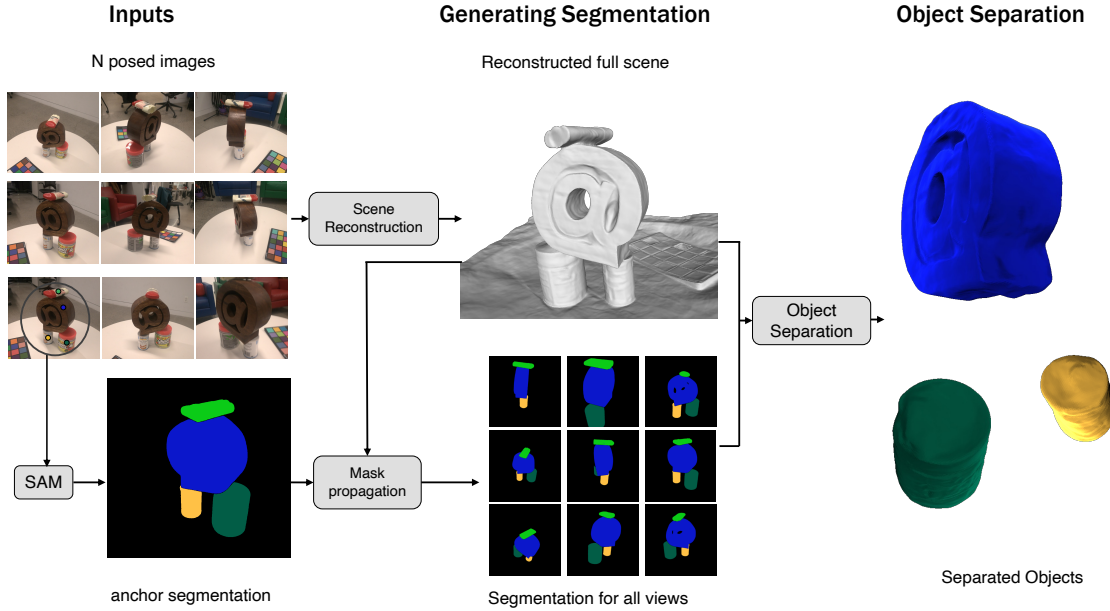 Inputs
Generating Segmentation
Object Separation
N posed images
Reconstructed full scene
Scene
Reconstruction
Object
Separation
SAM
Mask
propagation
anchor segmentation
Segmentation for all views
Separated Objects